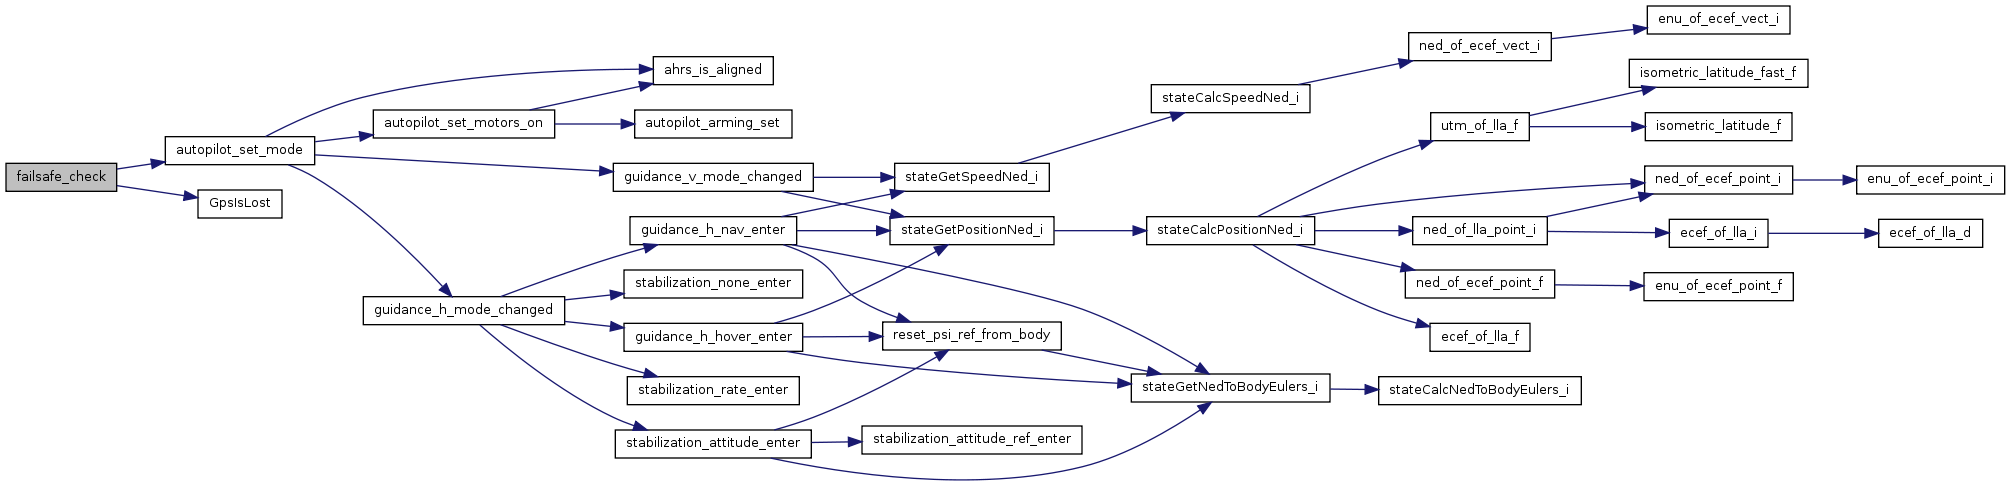 failsafe_check
autopilot_set_mode
GpsIsLost
ahrs_is_aligned
autopilot_set_motors_on
autopilot_arming_set
guidance_v_mode_changed
guidance_h_mode_changed
guidance_h_nav_enter
stabilization_none_enter
guidance_h_hover_enter
stabilization_rate_enter
stabilization_attitude_enter
stateGetSpeedNed_i
stateGetPositionNed_i
reset_psi_ref_from_body
stabilization_attitude_ref_enter
stateCalcSpeedNed_i
stateCalcPositionNed_i
stateGetNedToBodyEulers_i
ned_of_ecef_vect_i
utm_of_lla_f
ned_of_lla_point_i
ned_of_ecef_point_f
ecef_of_lla_f
stateCalcNedToBodyEulers_i
enu_of_ecef_vect_i
isometric_latitude_fast_f
isometric_latitude_f
ned_of_ecef_point_i
ecef_of_lla_i
enu_of_ecef_point_f
enu_of_ecef_point_i
ecef_of_lla_d